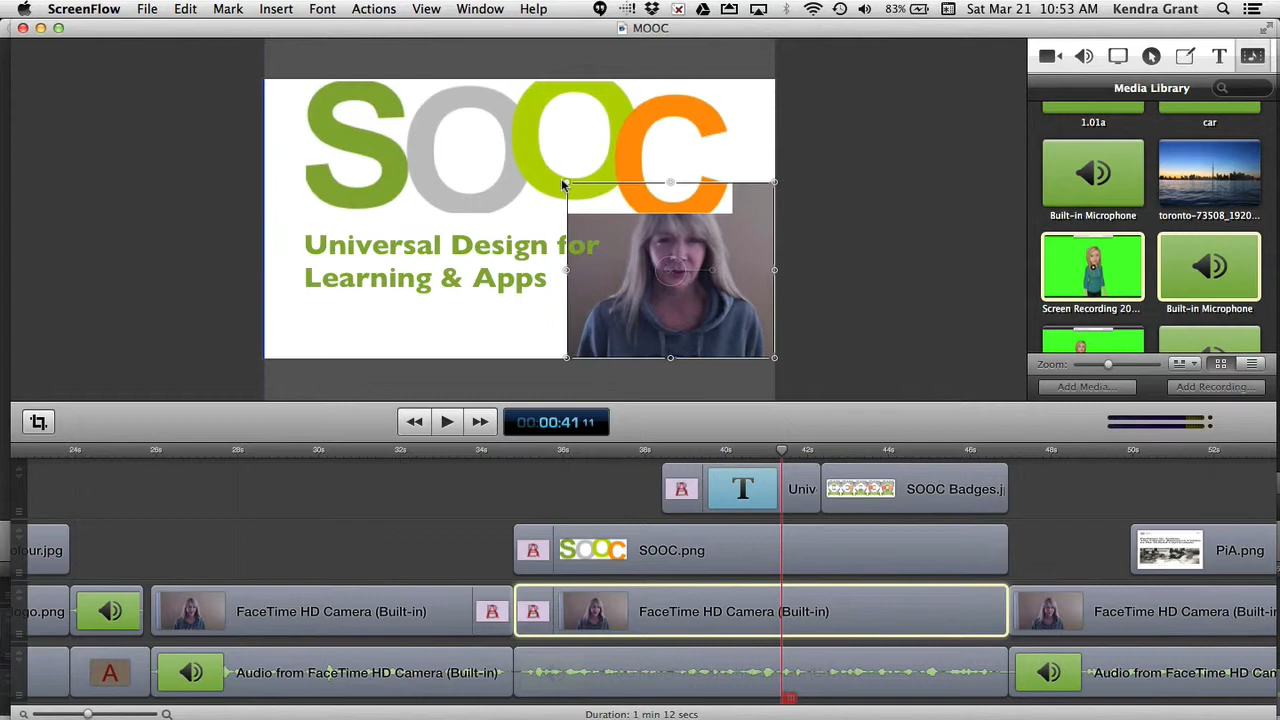 ScreenFlow File Edit Mark Insert Font Actions View Window Help 83% Sat Mar 21 10:53 AM Kendra Grant
MOOC
SOOC
Universal Design for
Learning & Apps
Media Library
1.01a car
Built-in Microphone toronto-73508_1920...
Screen Recording 20... Built-in Microphone
Zoom:
Add Media... Add Recording...
00:00:41 11
24s 26s 28s 30s 32s 34s 36s 38s 40s 42s 44s 46s 48s 50s 52s
A T Univ SOOC Badges.j
olour.jpg A SOOC SOOC.png PiA.png
ogo.png FaceTime HD Camera (Built-in) A A FaceTime HD Camera (Built-in) FaceTime HD Camera (Built-in
A Audio from FaceTime HD Camera (Built-in) Audio from FaceTime HD Cam
Duration: 1 min 12 secs